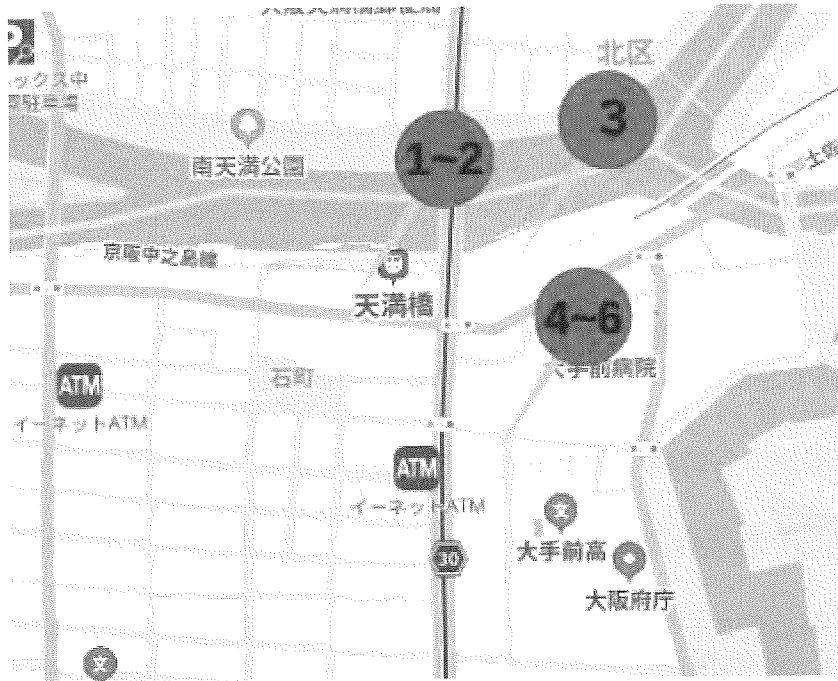 北区
3
1~2
南天満公園
京阪中之島線
天満橋
4~6
大手前病院
石町
ATM
イーネットATM
ATM
イーネットATM
文
大手前高
30
大阪府庁
文